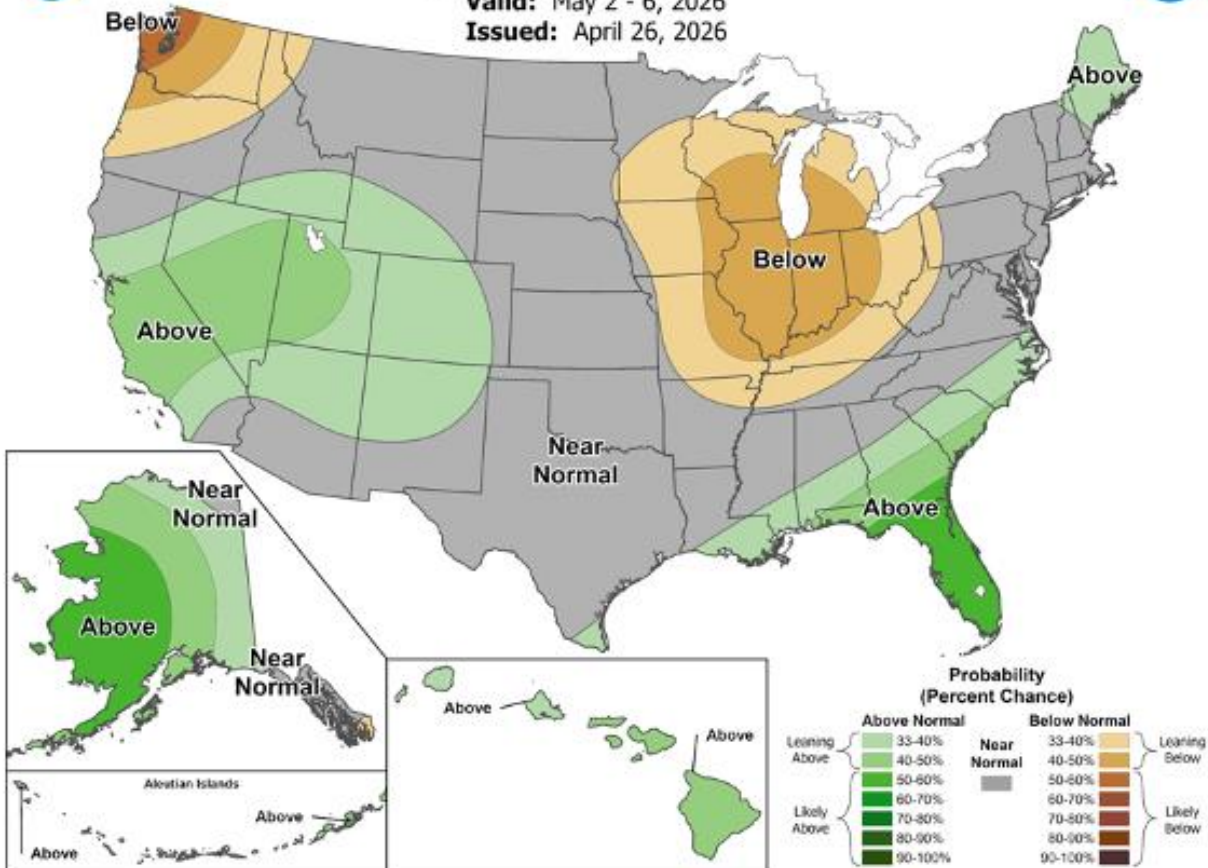 Valid: May 2 - 6, 2026
Issued: April 26, 2026
Below
Above
Below
Above
Near
Normal
Above
Near
Normal
Above
Near
Normal
Aleutian Islands
Above
Above
Above
Above
Probability
(Percent Chance)
Above Normal
Below Normal
Leaning
Above
33-40%
40-50%
Near
Normal
33-40%
40-50%
Leaning
Below
Likely
Above
50-60%
60-70%
70-80%
80-90%
90-100%
50-60%
60-70%
70-80%
80-90%
90-100%
Likely
Below